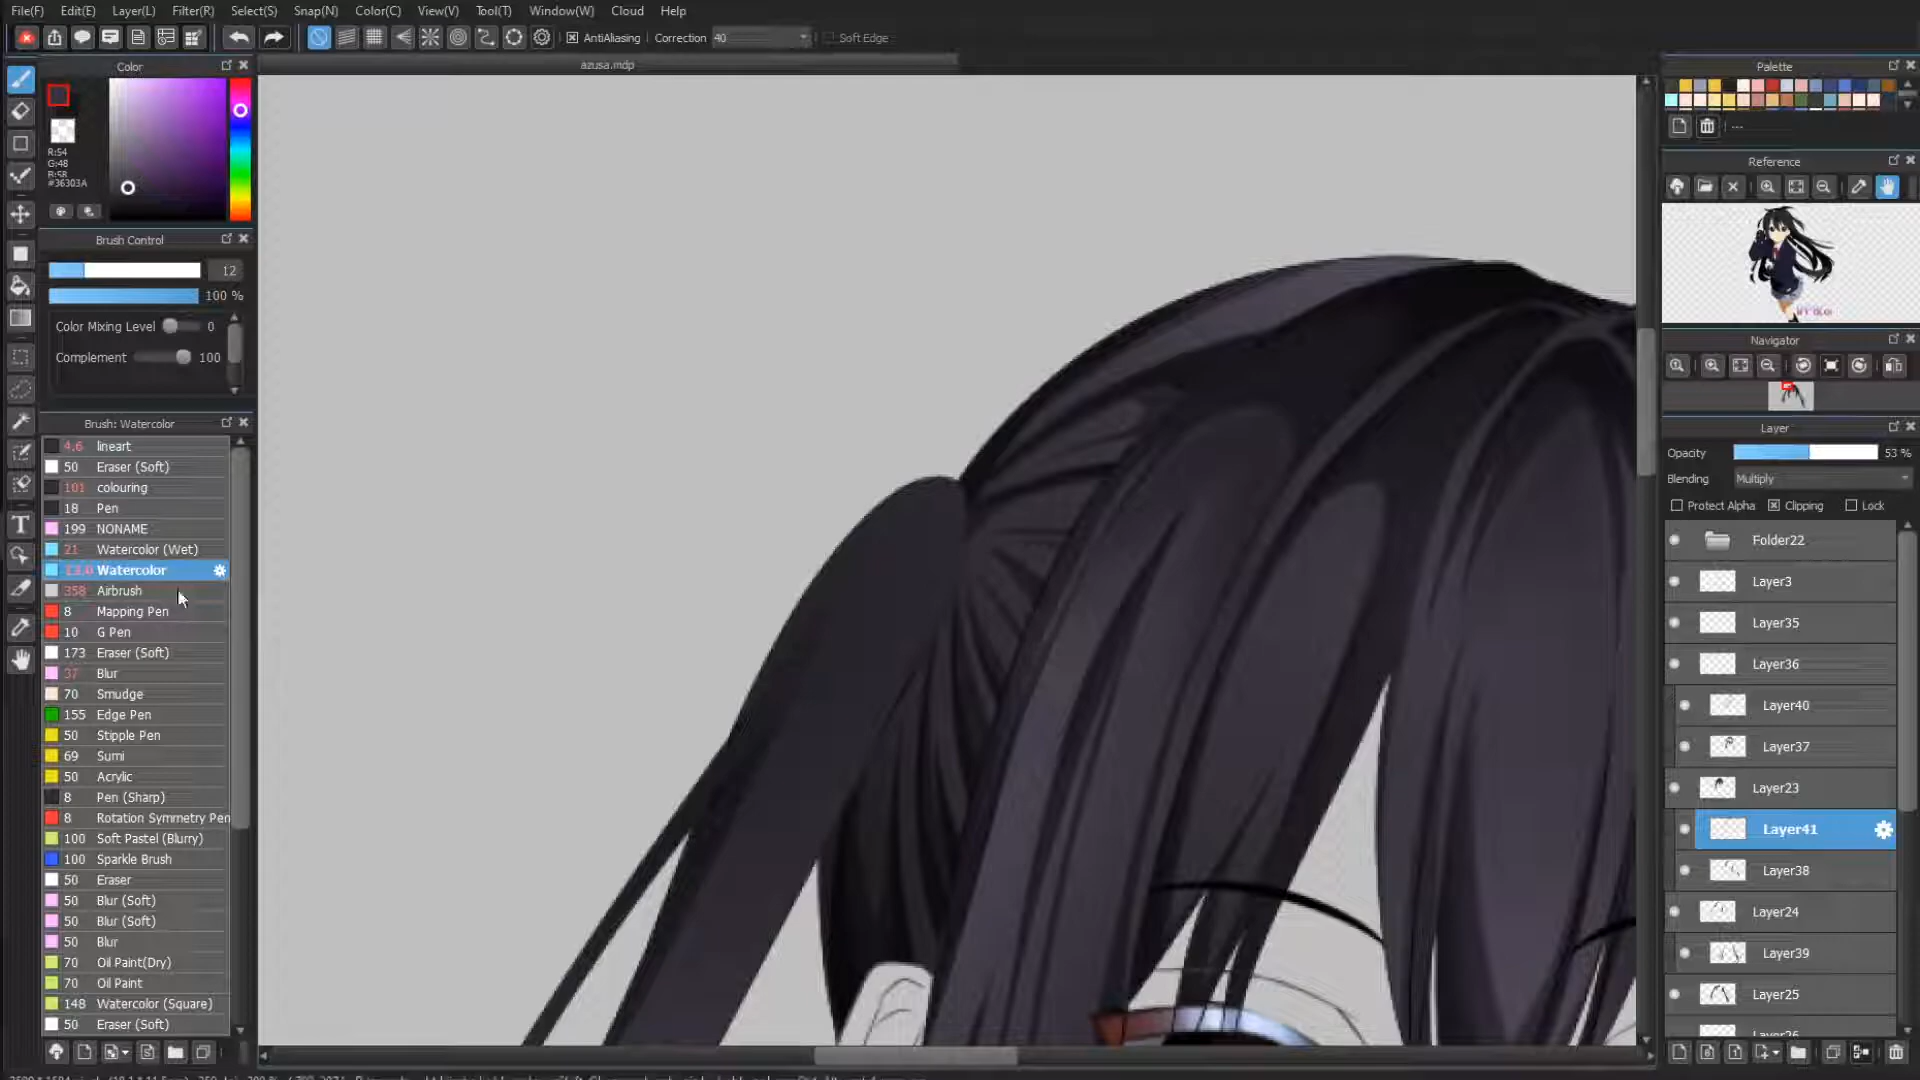 File(F) Edit(E) Layer(L) Filter(R) Select(S) Snap(N) Color(C) View(V) Tool(T) Window(W) Cloud Help
AntiAliasing Correction 40 Soft Edge
azusa.mdp
Color
R:54
G:48
B:58
#36303A
Brush Control
12
100 %
Color Mixing Level 0
Complement 100
Brush: Watercolor
4.6 lineart
50 Eraser (Soft)
101 colouring
18 Pen
199 NONAME
21 Watercolor (Wet)
Watercolor
358 Airbrush
8 Mapping Pen
10 G Pen
173 Eraser (Soft)
37 Blur
70 Smudge
155 Edge Pen
50 Stipple Pen
69 Sumi
50 Acrylic
8 Pen (Sharp)
8 Rotation Symmetry Pen
100 Soft Pastel (Blurry)
100 Sparkle Brush
50 Eraser
50 Blur (Soft)
50 Blur (Soft)
50 Blur
70 Oil Paint(Dry)
70 Oil Paint
148 Watercolor (Square)
50 Eraser (Soft)
Palette
---
Reference
Navigator
Layer
Opacity 53 %
Blending Multiply
Protect Alpha Clipping Lock
Folder22
Layer3
Layer35
Layer36
Layer40
Layer37
Layer23
Layer41
Layer38
Layer24
Layer39
Layer25